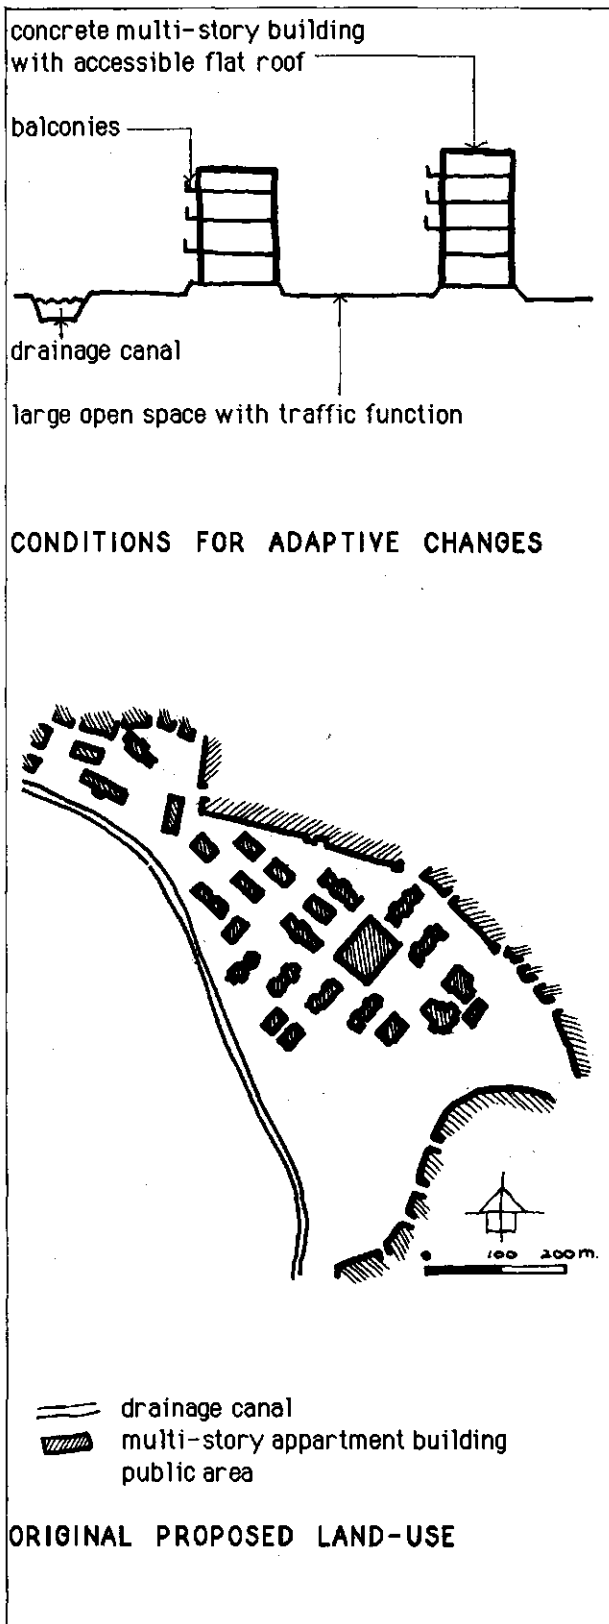 concrete multi-story building
with accessible flat roof
balconies
drainage canal
large open space with traffic function
CONDITIONS FOR ADAPTIVE CHANGES
100 200 m.
drainage canal
multi-story appartment building
public area
ORIGINAL PROPOSED LAND-USE